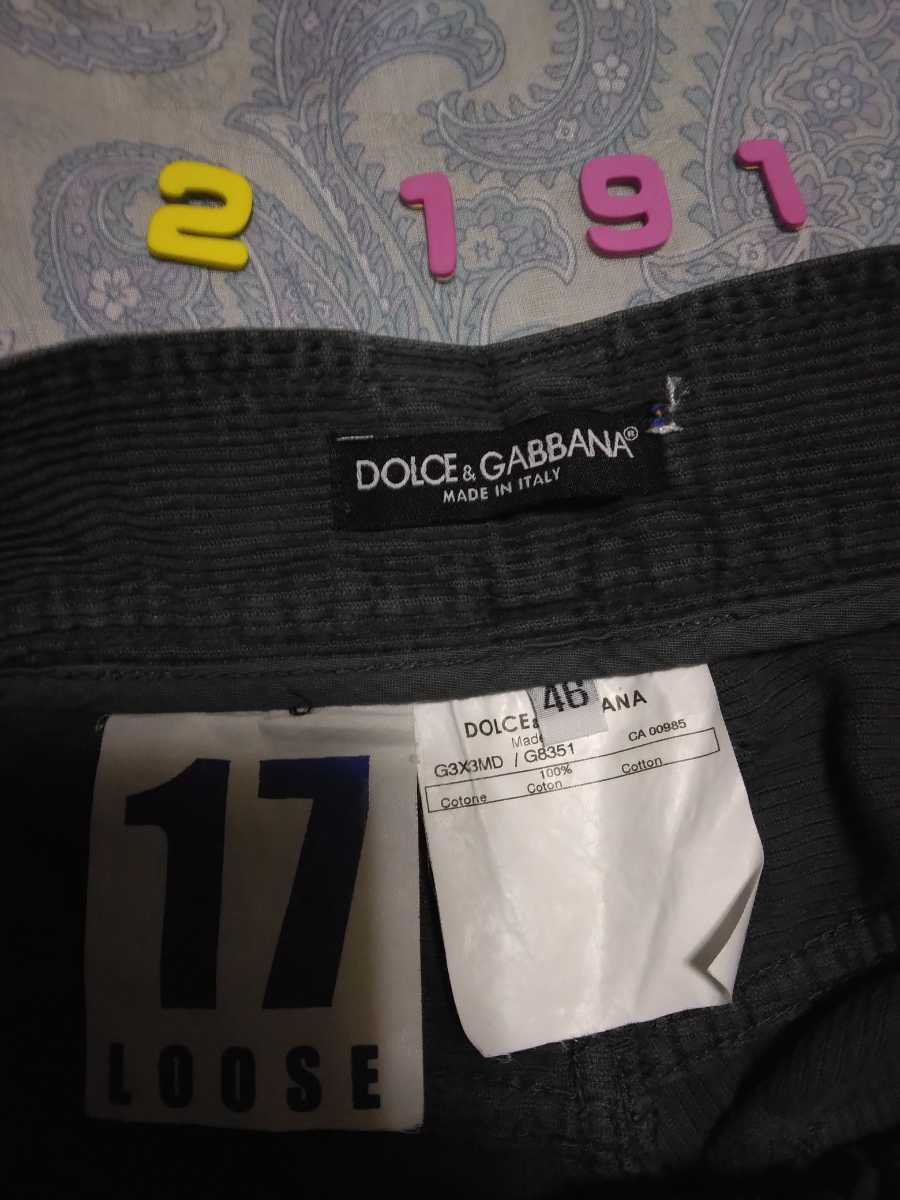 2 1 9 1
DOLCE & GABBANA®
MADE IN ITALY
46
DOLCE& ANA
Made
CA 00985
G3X3MD / G8351
100%
Cotone Coton Cotton
17
LOOSE